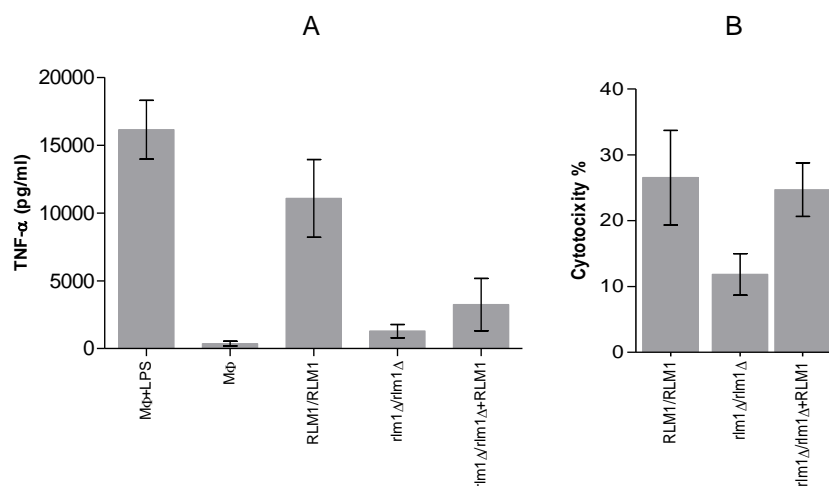 A
B
TNF-α (pg/ml)
20000
15000
10000
5000
0
MΦ+LPS
MΦ
RLM1/RLM1
rlm1Δ/rlm1Δ
rlm1Δ/rlm1Δ+RLM1
Cytotocixity %
40
30
20
10
0
RLM1/RLM1
rlm1Δ/rlm1Δ
rlm1Δ/rlm1Δ+RLM1